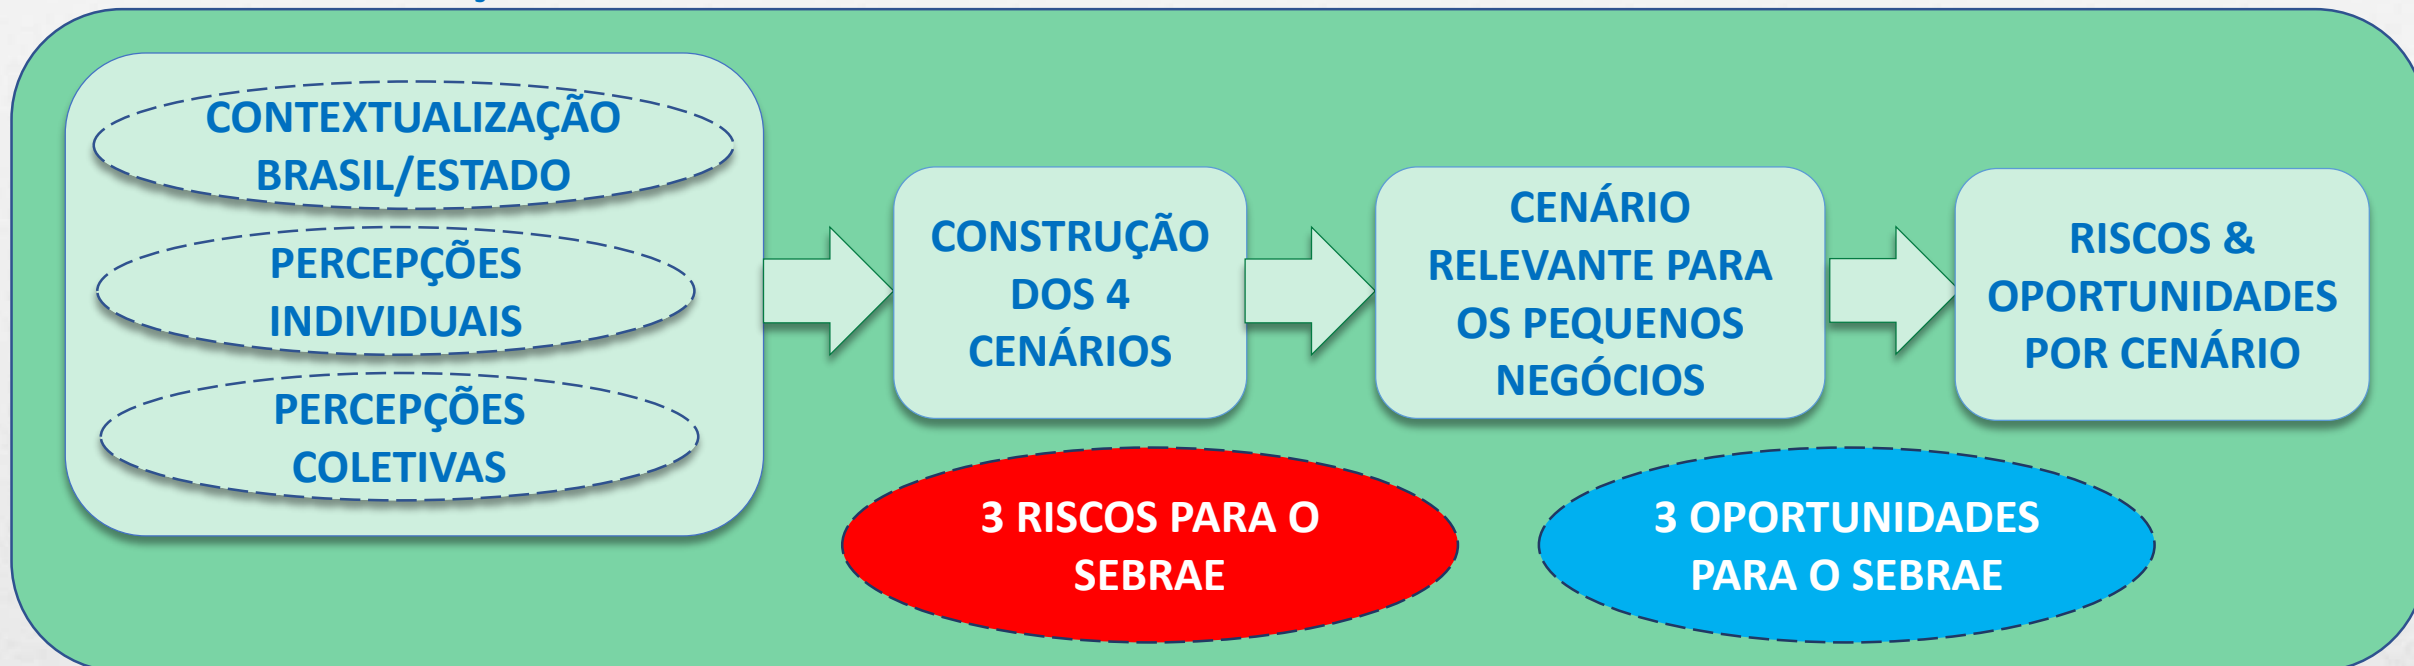 CONTEXTUALIZAÇÃO
BRASIL/ESTADO
PERCEPÇÕES
INDIVIDUAIS
PERCEPÇÕES
COLETIVAS
CONSTRUÇÃO
DOS 4
CENÁRIOS
CENÁRIO
RELEVANTE PARA
OS PEQUENOS
NEGÓCIOS
RISCOS &
OPORTUNIDADES
POR CENÁRIO
3 RISCOS PARA O
SEBRAE
3 OPORTUNIDADES
PARA O SEBRAE